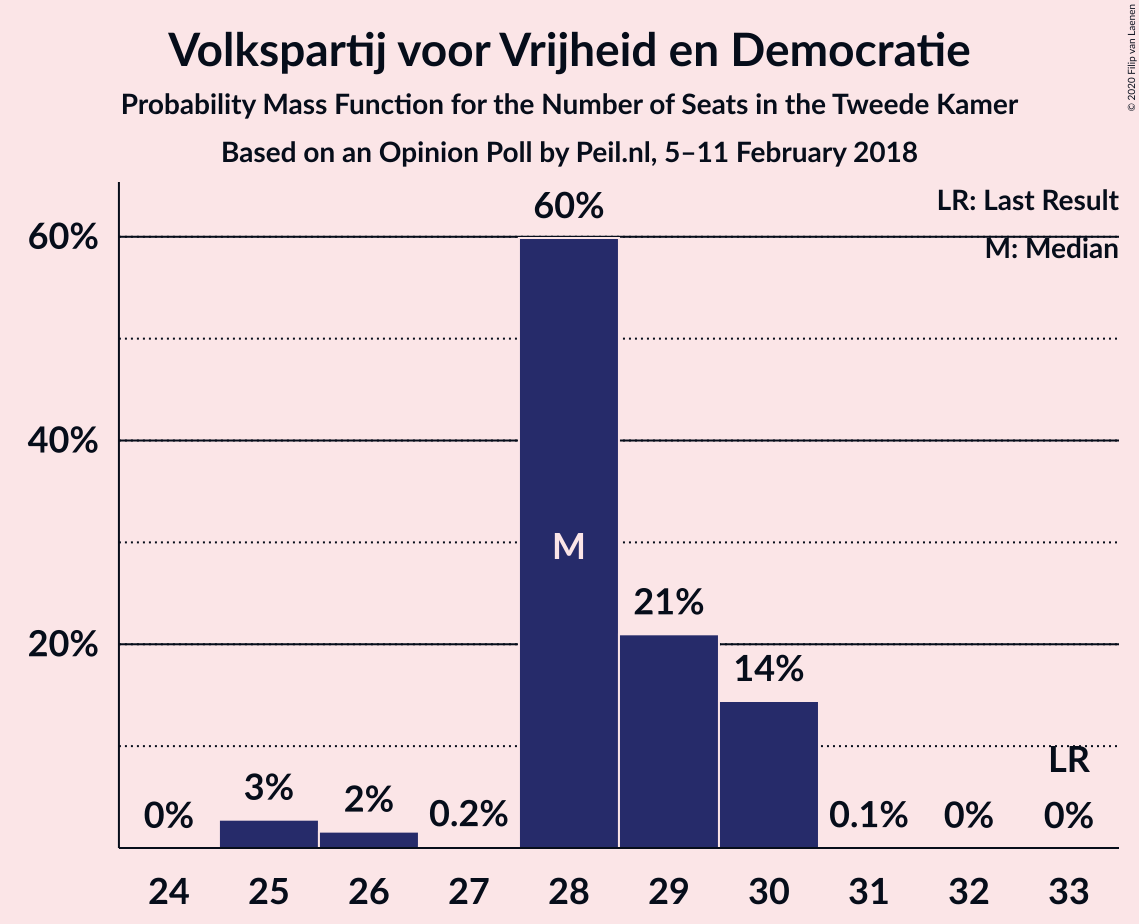 Volkspartij voor Vrijheid en Democratie
Probability Mass Function for the Number of Seats in the Tweede Kamer
Based on an Opinion Poll by Peil.nl, 5–11 February 2018
© 2020 Filip van Laenen
LR: Last Result
M: Median
60%
40%
20%
0%
3%
2%
0.2%
60%
M
21%
14%
0.1%
0%
LR
0%
24 25 26 27 28 29 30 31 32 33